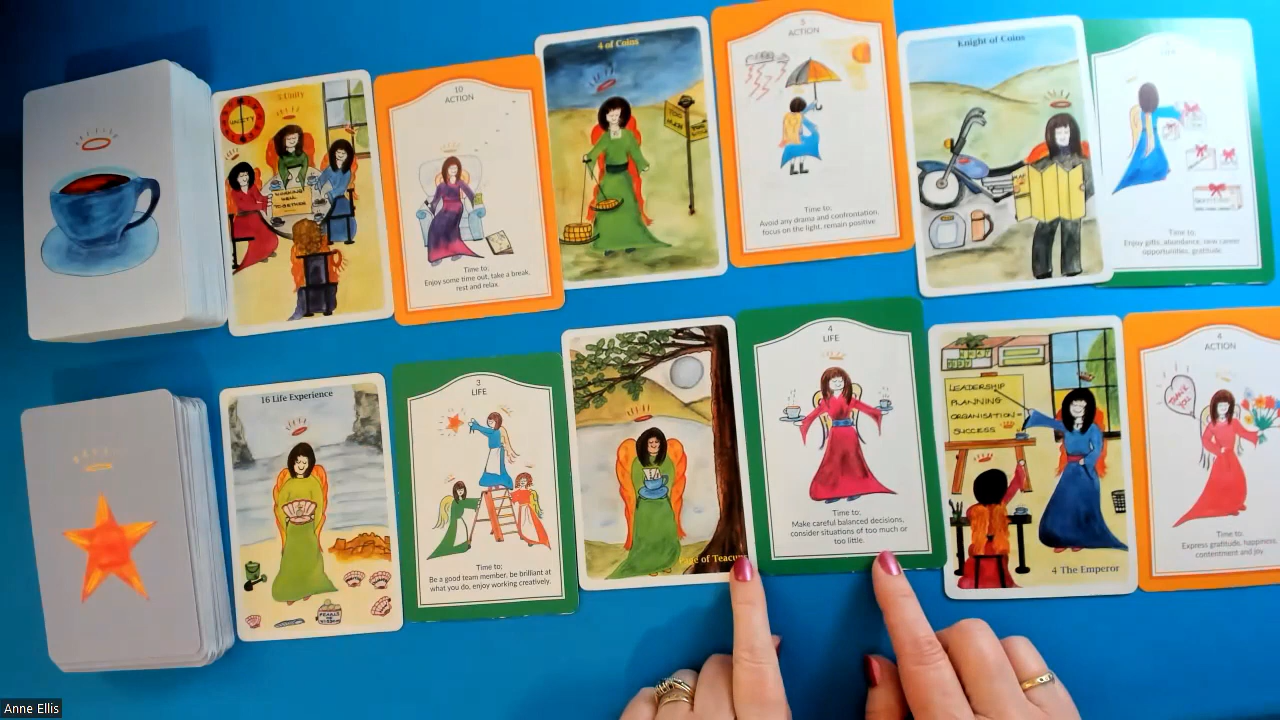 3 Unity
UNITY
WORKING
WELL
TOGETHER
10
ACTION
Time to:
Enjoy some time out, take a break,
rest and relax.
4 of Coins
5
ACTION
Time to:
Avoid any drama and confrontation,
focus on the light, remain positive.
Knight of Coins
LIFE
Time to:
Enjoy gifts, abundance, new career
opportunities, gratitude.
16 Life Experience
PEARLS
OF
WISDOM
3
LIFE
Time to:
Be a good team member, be brilliant at
what you do, enjoy working creatively.
Page of Teacups
4
LIFE
Time to:
Make careful balanced decisions,
consider situations of too much or
too little.
LEADERSHIP
PLANNING
ORGANISATION =
SUCCESS
4 The Emperor
4
ACTION
THANK
YOU
Time to:
Express gratitude, happiness,
contentment and joy.
Anne Ellis